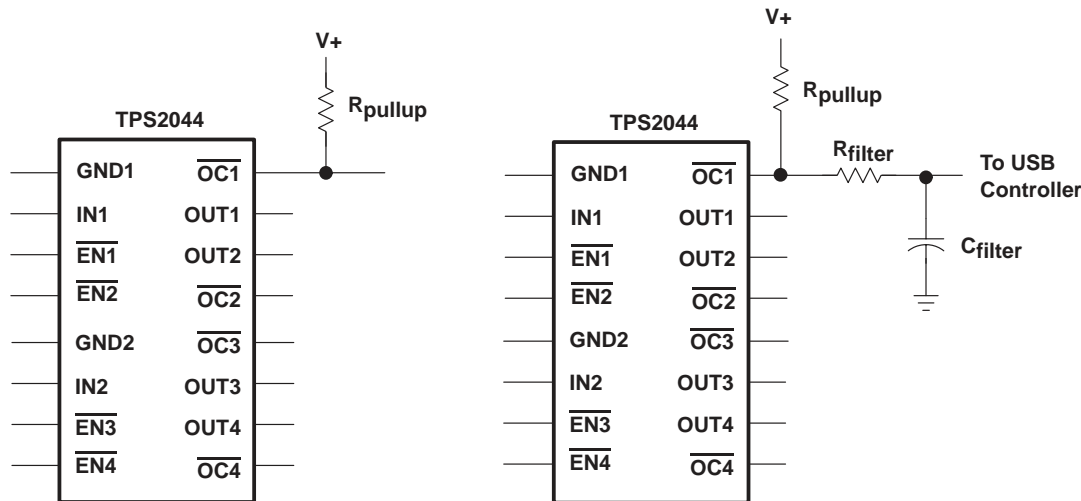 V+
Rpullup
TPS2044
GND1
OC1
IN1
OUT1
EN1
OUT2
EN2
OC2
GND2
OC3
IN2
OUT3
EN3
OUT4
EN4
OC4
V+
Rpullup
TPS2044
Rfilter
To USB
Controller
GND1
OC1
IN1
OUT1
EN1
OUT2
Cfilter
EN2
OC2
GND2
OC3
IN2
OUT3
EN3
OUT4
EN4
OC4